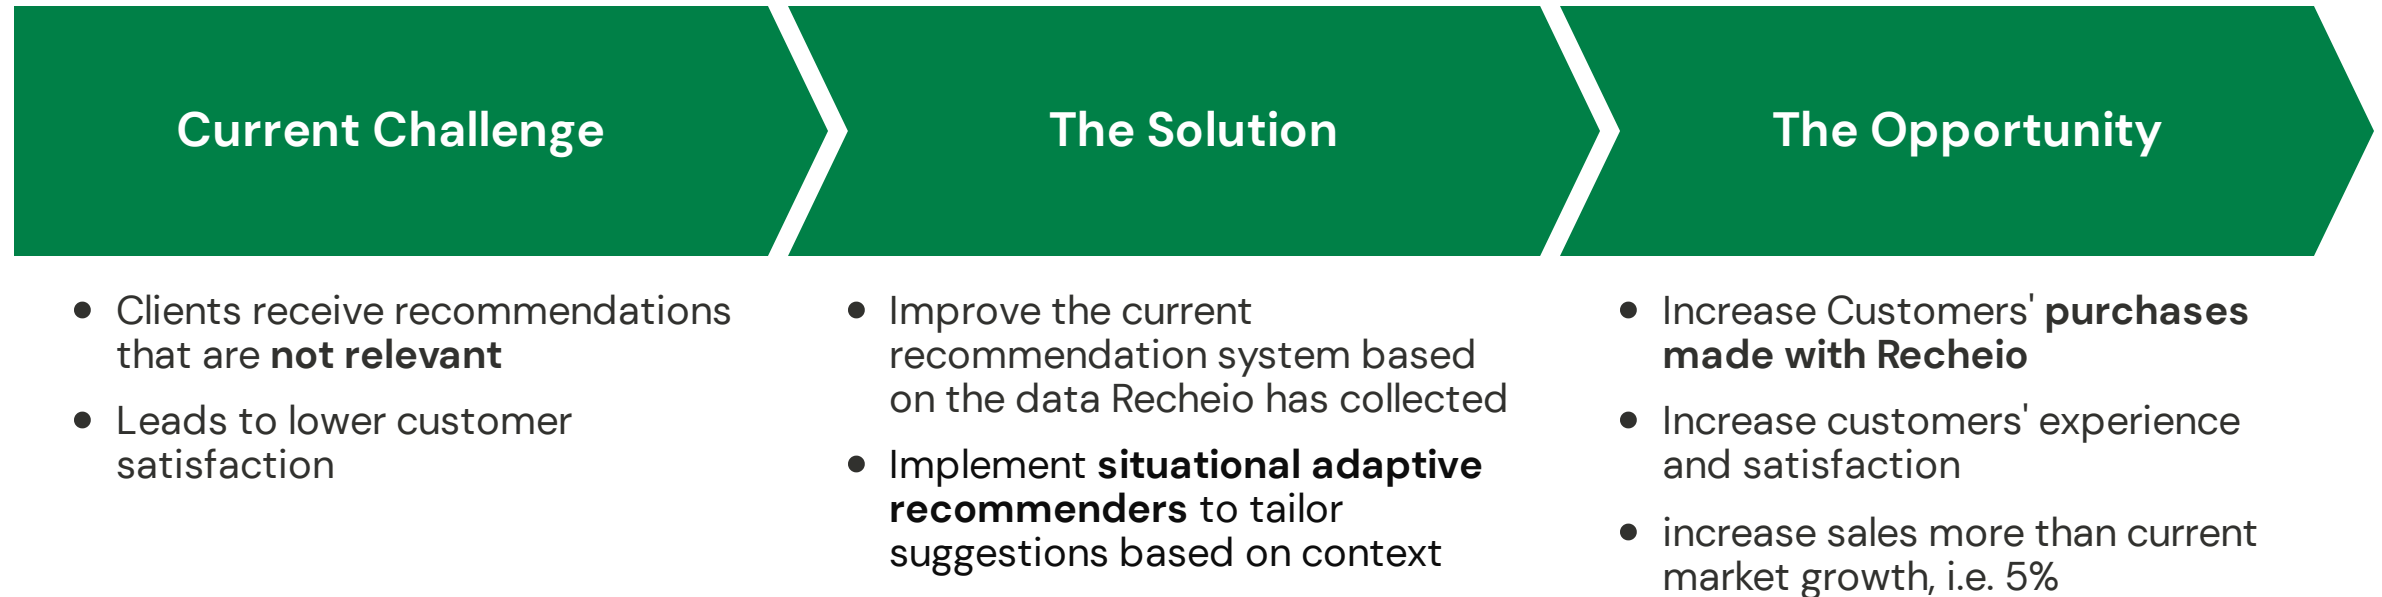 Current Challenge
The Solution
The Opportunity
• Clients receive recommendations
that are not relevant
• Leads to lower customer
satisfaction
• Improve the current
recommendation system based
on the data Recheio has collected
• Implement situational adaptive
recommenders to tailor
suggestions based on context
• Increase Customers' purchases
made with Recheio
• Increase customers' experience
and satisfaction
• increase sales more than current
market growth, i.e. 5%